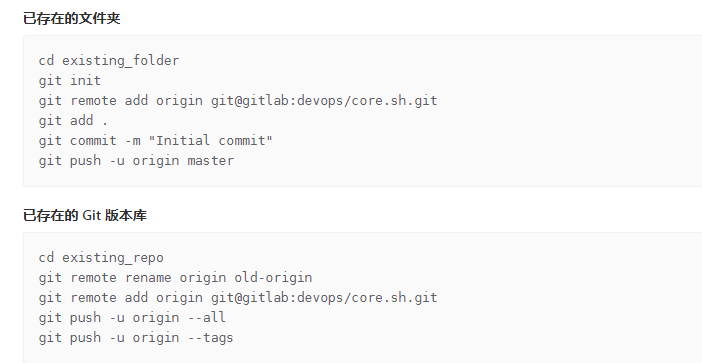 已存在的文件夹
cd existing_folder
git init
git remote add origin git@gitlab:devops/core.sh.git
git add .
git commit -m "Initial commit"
git push -u origin master
已存在的 Git 版本库
cd existing_repo
git remote rename origin old-origin
git remote add origin git@gitlab:devops/core.sh.git
git push -u origin --all
git push -u origin --tags